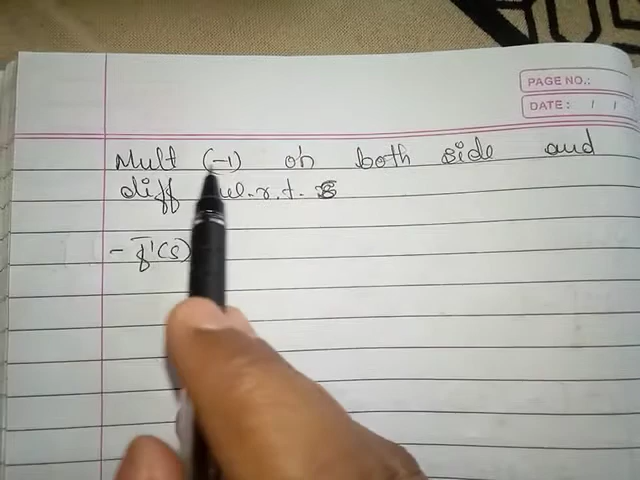 PAGE NO.:
DATE: / /
Mult (-1) on both side and
diff w.r.t. s
- f̄'(s)